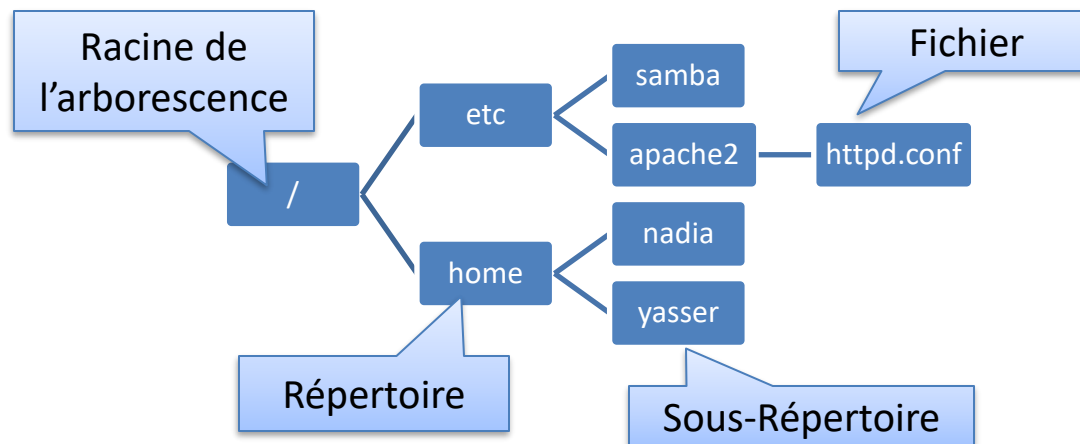 Racine de
l'arborescence
Fichier
samba
etc
apache2
httpd.conf
/
nadia
home
yasser
Répertoire
Sous-Répertoire